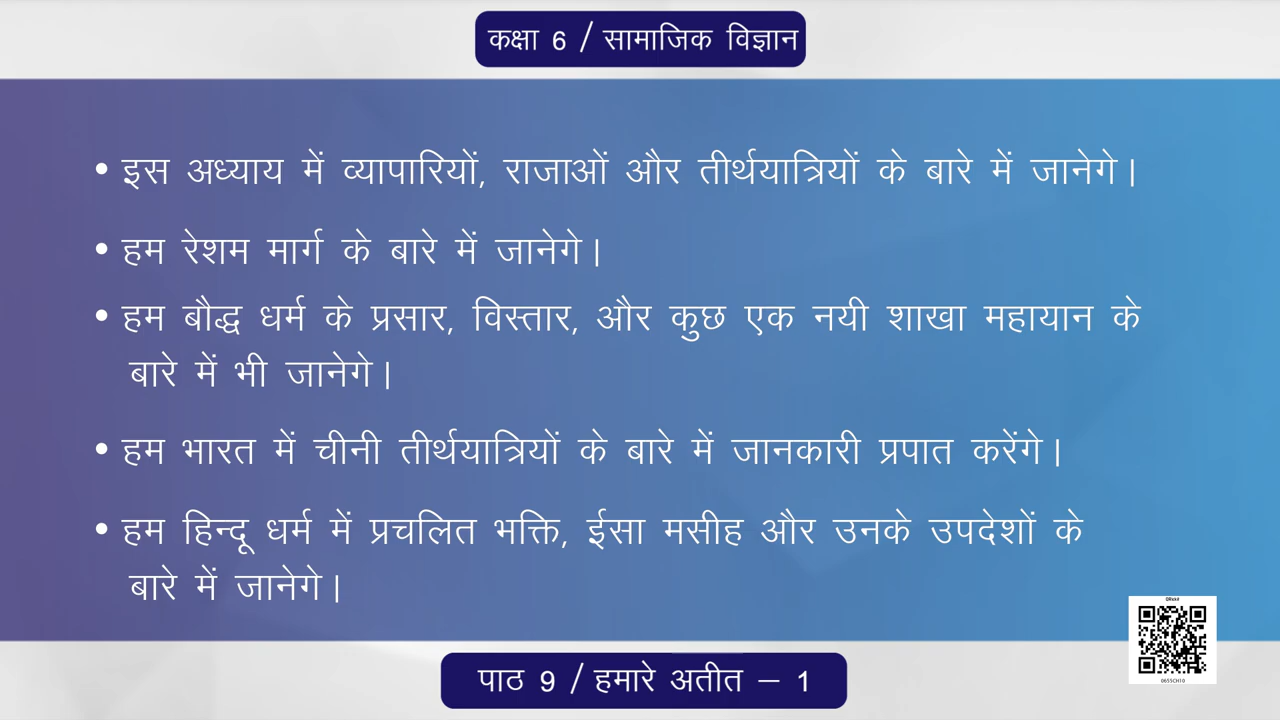 कक्षा 6 / सामाजिक विज्ञान
• इस अध्याय में व्यापारियों, राजाओं और तीर्थयात्रियों के बारे में जानेगे।
• हम रेशम मार्ग के बारे में जानेगे।
• हम बौद्ध धर्म के प्रसार, विस्तार, और कुछ एक नयी शाखा महायान के
बारे में भी जानेगे।
• हम भारत में चीनी तीर्थयात्रियों के बारे में जानकारी प्रपात करेंगे।
• हम हिन्दू धर्म में प्रचलित भक्ति, ईसा मसीह और उनके उपदेशों के
बारे में जानेगे।
0655CH10
पाठ 9 / हमारे अतीत – 1